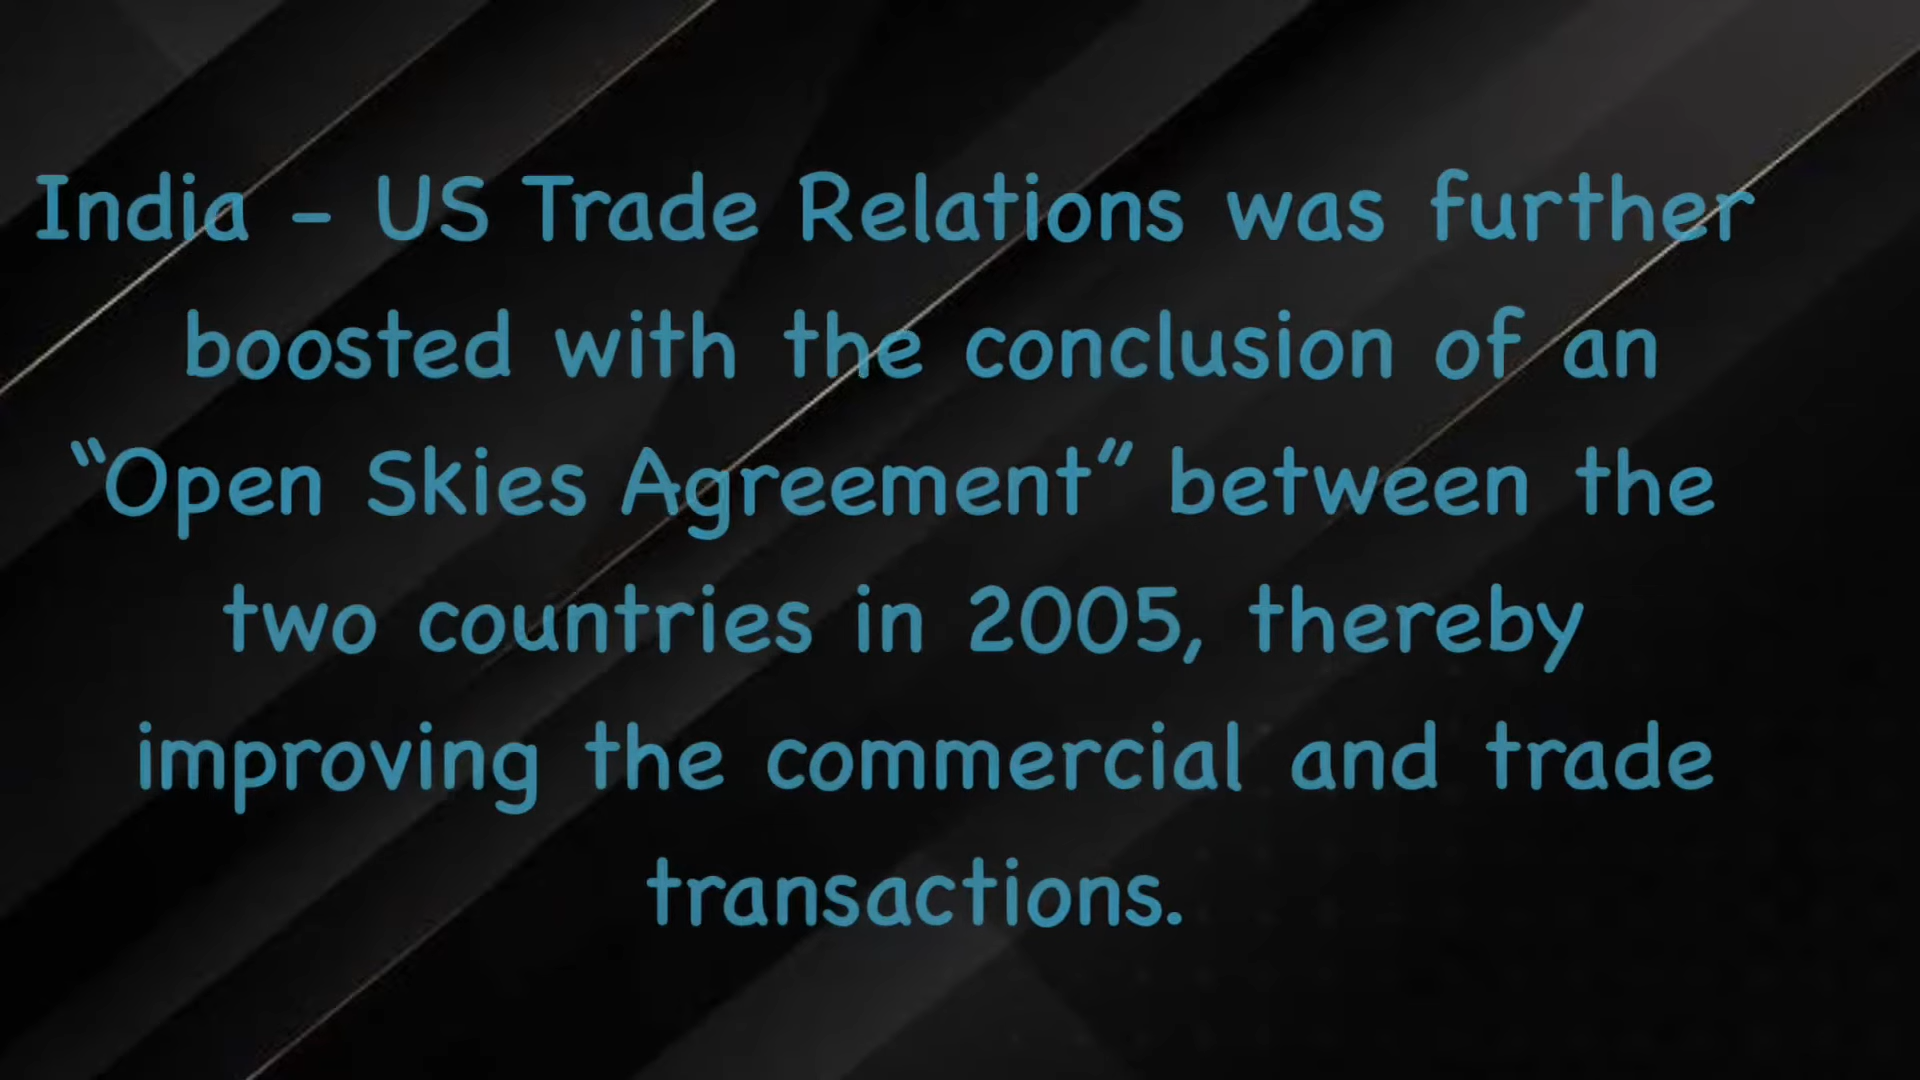 India - US Trade Relations was further
boosted with the conclusion of an
“Open Skies Agreement” between the
two countries in 2005, thereby
improving the commercial and trade
transactions.